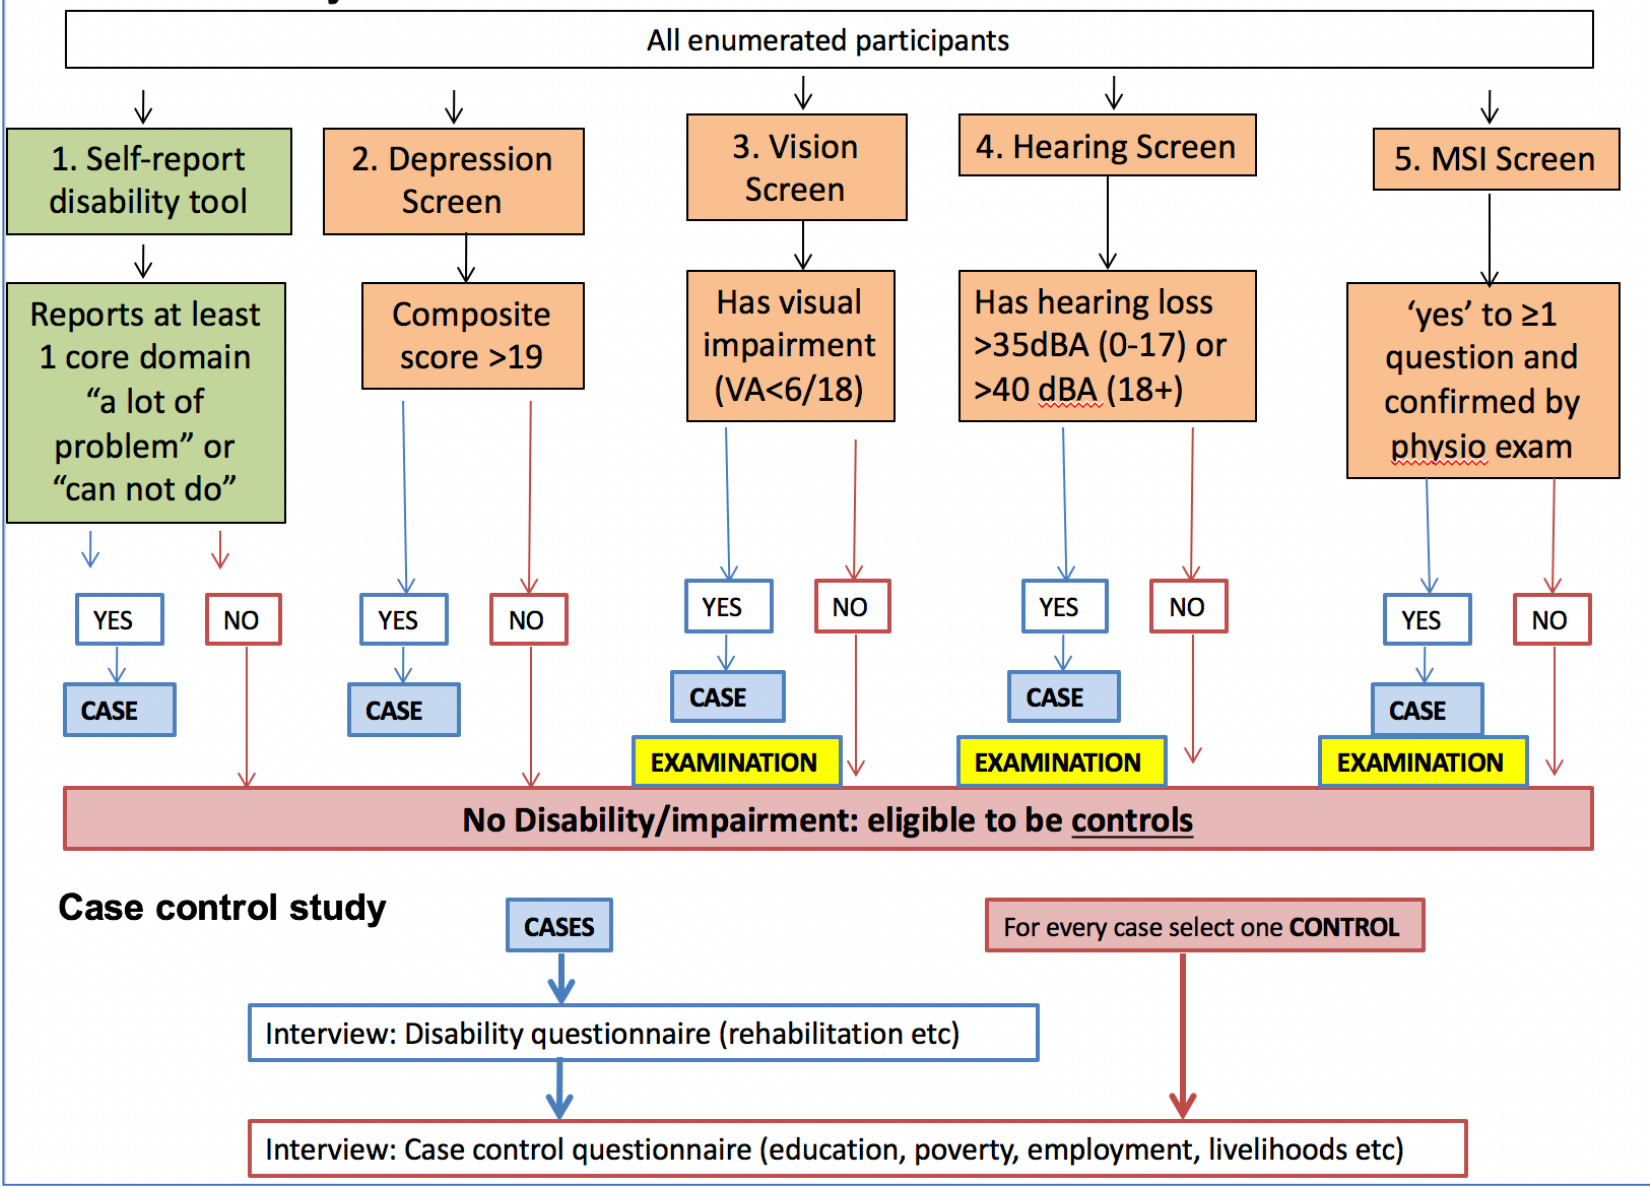 All enumerated participants
1. Self-report
disability tool
2. Depression
Screen
3. Vision
Screen
4. Hearing Screen
5. MSI Screen
Reports at least
1 core domain
“a lot of
problem” or
“can not do”
Composite
score >19
Has visual
impairment
(VA<6/18)
Has hearing loss
>35dBA (0-17) or
>40 dBA (18+)
‘yes’ to ≥1
question and
confirmed by
physio exam
YES
NO
YES
NO
YES
NO
YES
NO
YES
NO
CASE
CASE
CASE
CASE
CASE
EXAMINATION
EXAMINATION
EXAMINATION
No Disability/impairment: eligible to be controls
Case control study
CASES
For every case select one CONTROL
Interview: Disability questionnaire (rehabilitation etc)
Interview: Case control questionnaire (education, poverty, employment, livelihoods etc)